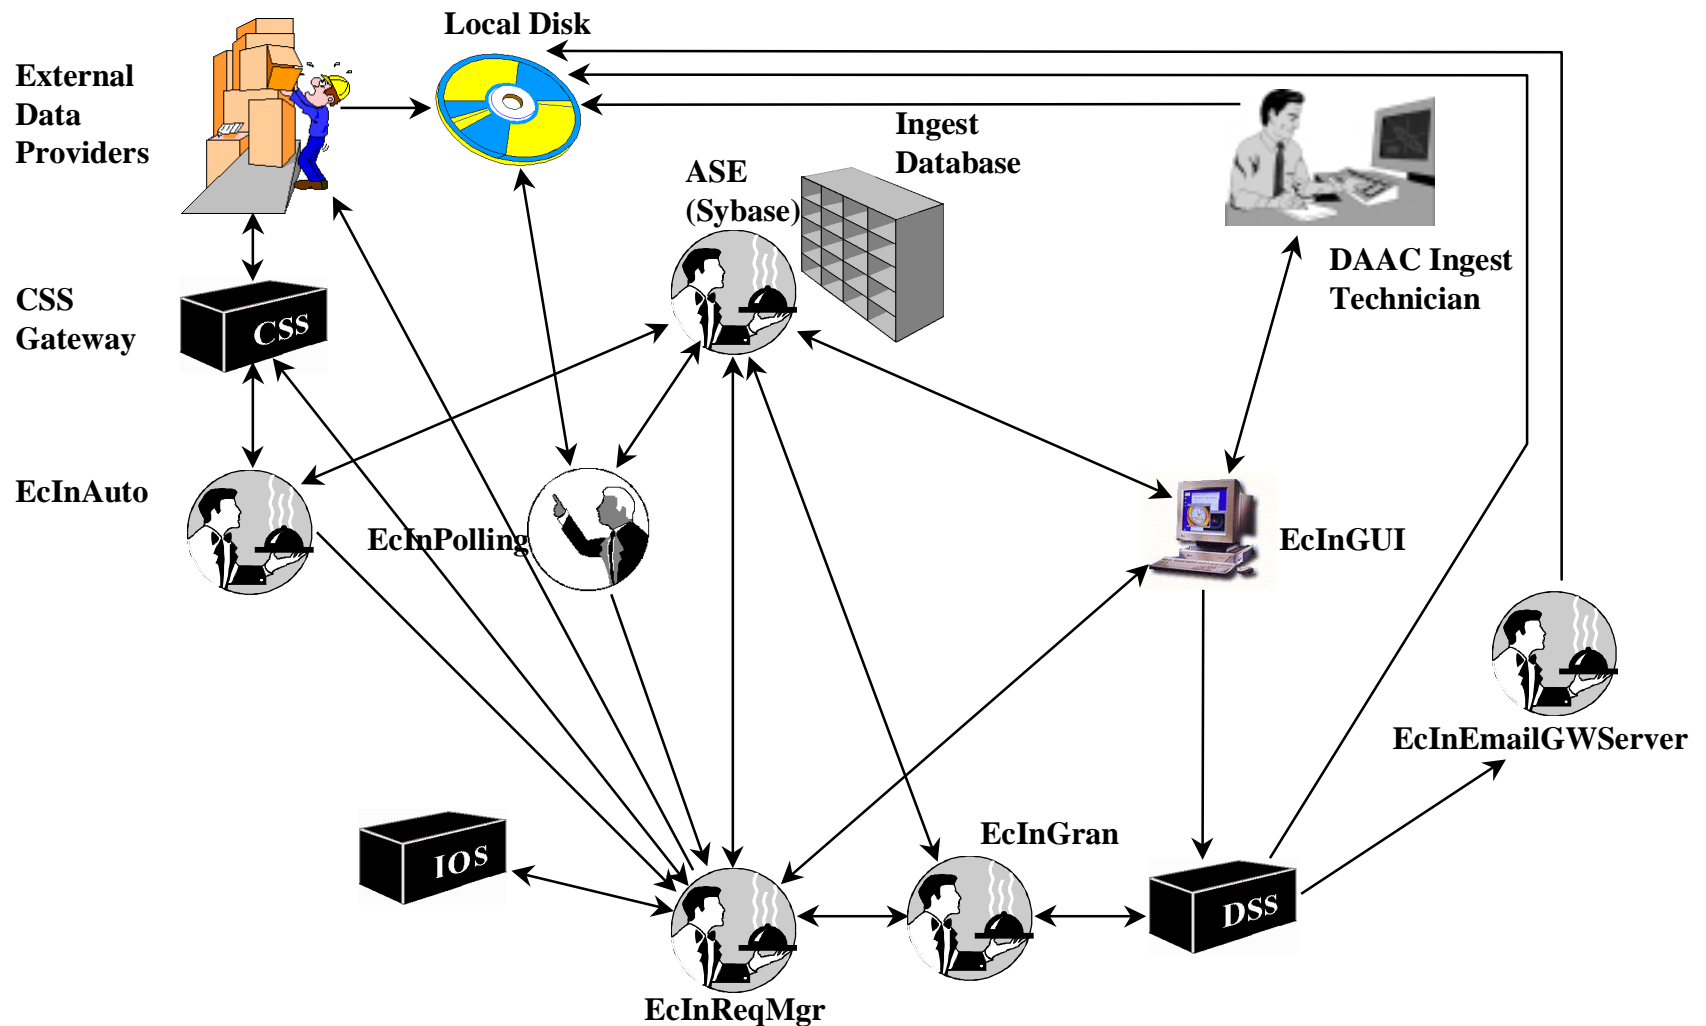 Local Disk
External
Data
Providers
Ingest
Database
ASE
(Sybase)
DAAC Ingest
Technician
CSS
Gateway
CSS
EcInAuto
EcInPolling
EcInGUI
EcInEmailGWServer
IOS
EcInGran
DSS
EcInReqMgr